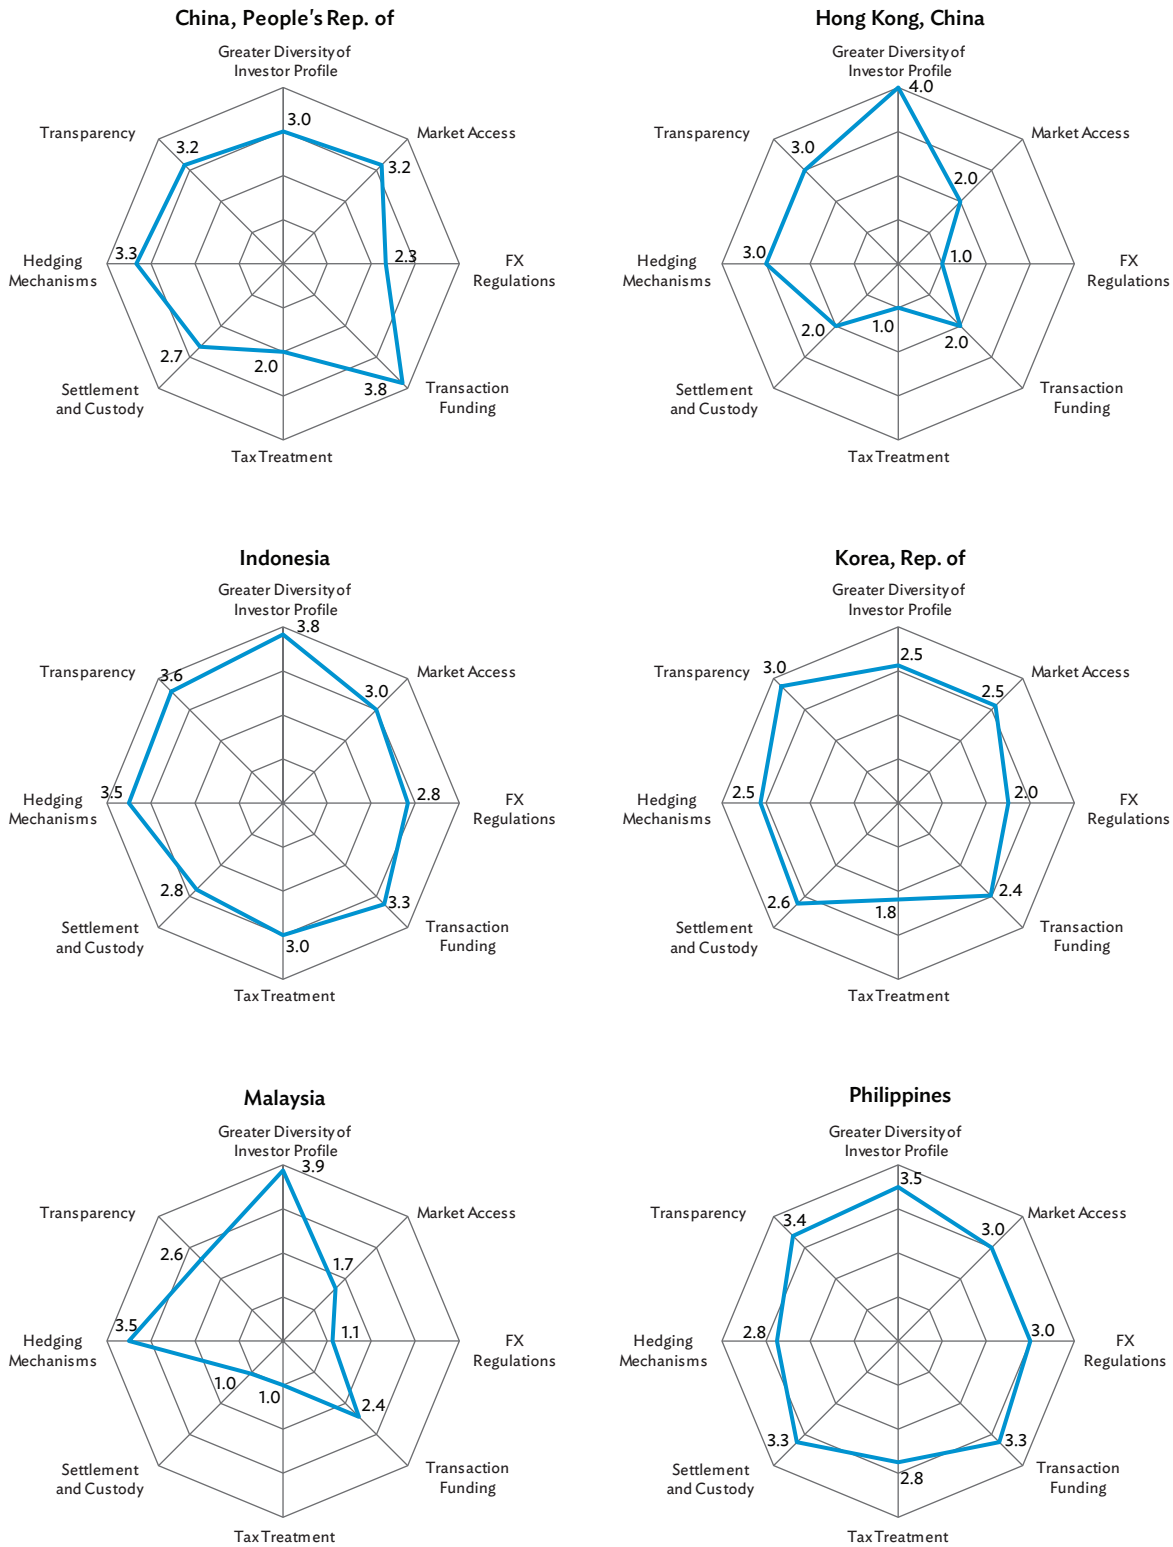 China, People's Rep. of
Greater Diversity of
Investor Profile
3.0
Transparency
3.2
Market Access
3.2
Hedging
Mechanisms
3.3
2.3
FX
Regulations
2.7
2.0
3.8
Settlement
and Custody
Transaction
Funding
Tax Treatment
Hong Kong, China
Greater Diversity of
Investor Profile
4.0
Transparency
3.0
Market Access
2.0
Hedging
Mechanisms
3.0
1.0
FX
Regulations
2.0
1.0
2.0
Settlement
and Custody
Transaction
Funding
Tax Treatment
Indonesia
Greater Diversity of
Investor Profile
3.8
Transparency
3.6
Market Access
3.0
Hedging
Mechanisms
3.5
2.8
FX
Regulations
2.8
3.0
3.3
Settlement
and Custody
Transaction
Funding
Tax Treatment
Korea, Rep. of
Greater Diversity of
Investor Profile
2.5
Transparency
3.0
Market Access
2.5
Hedging
Mechanisms
2.5
2.0
FX
Regulations
2.6
1.8
2.4
Settlement
and Custody
Transaction
Funding
Tax Treatment
Malaysia
Greater Diversity of
Investor Profile
3.9
Transparency
2.6
Market Access
1.7
Hedging
Mechanisms
3.5
1.1
FX
Regulations
1.0
1.0
2.4
Settlement
and Custody
Transaction
Funding
Tax Treatment
Philippines
Greater Diversity of
Investor Profile
3.5
Transparency
3.4
Market Access
3.0
Hedging
Mechanisms
2.8
3.0
FX
Regulations
3.3
2.8
3.3
Settlement
and Custody
Transaction
Funding
Tax Treatment